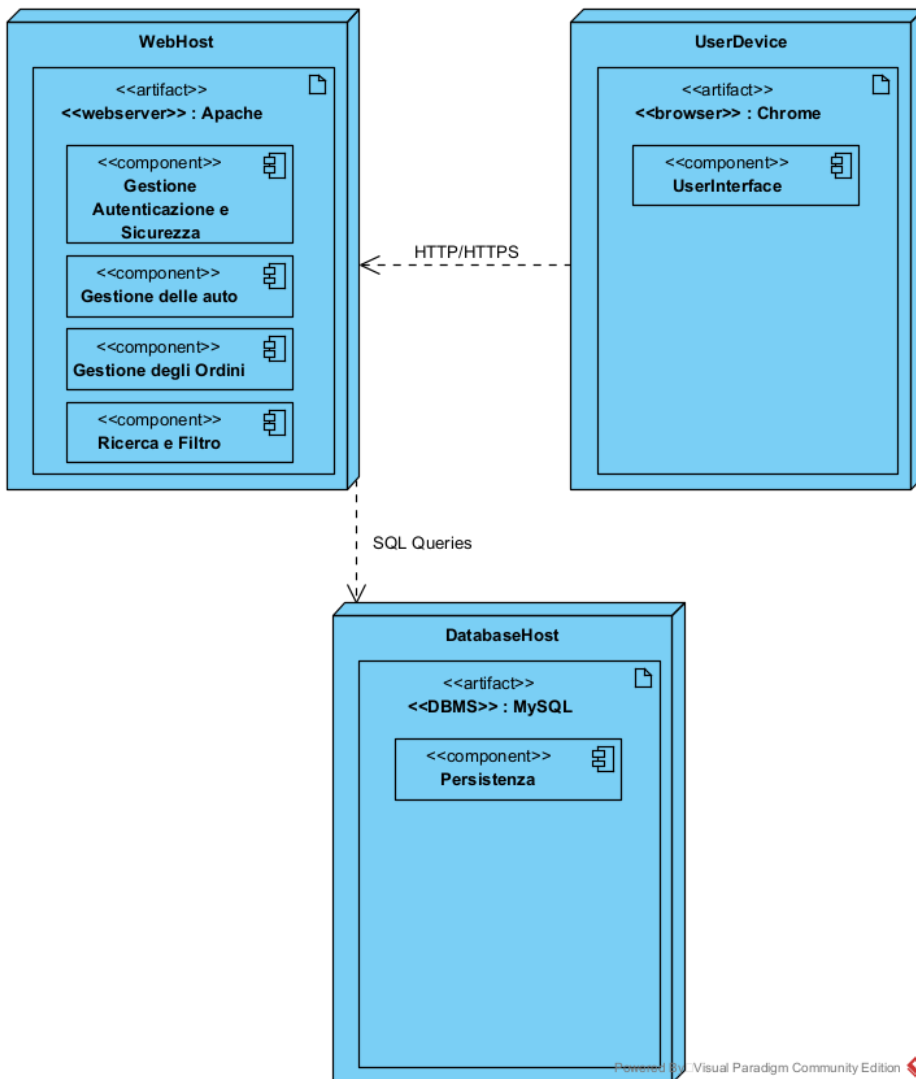 WebHost
<<artifact>>
<<webserver>> : Apache
<<component>>
Gestione
Autenticazione e
Sicurezza
<<component>>
Gestione delle auto
<<component>>
Gestione degli Ordini
<<component>>
Ricerca e Filtro
UserDevice
<<artifact>>
<<browser>> : Chrome
<<component>>
UserInterface
HTTP/HTTPS
SQL Queries
DatabaseHost
<<artifact>>
<<DBMS>> : MySQL
<<component>>
Persistenza
Powered By Visual Paradigm Community Edition